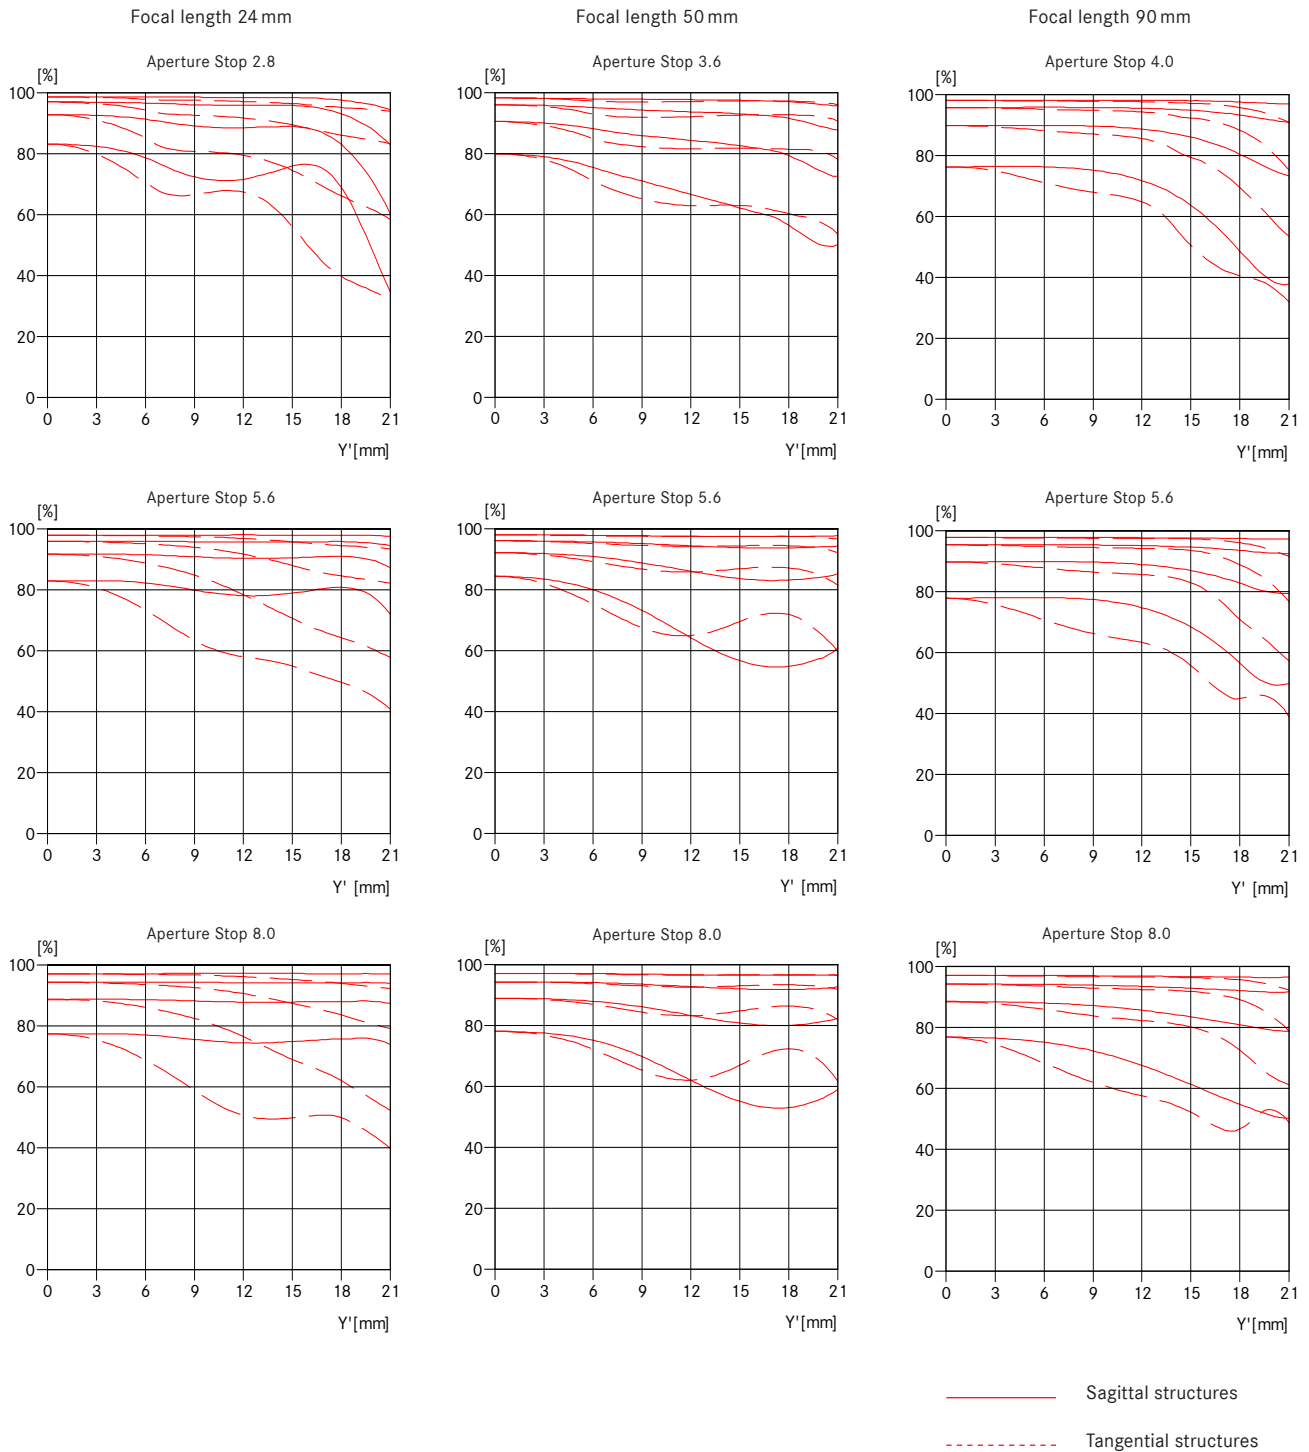 Focal length 24 mm Focal length 50 mm Focal length 90 mm
Aperture Stop 2.8 Aperture Stop 3.6 Aperture Stop 4.0
[%] [%] [%]
100 100 100
80 80 80
60 60 60
40 40 40
20 20 20
0 0 0
0 3 6 9 12 15 18 21 0 3 6 9 12 15 18 21 0 3 6 9 12 15 18 21
Y'[mm] Y'[mm] Y'[mm]
Aperture Stop 5.6 Aperture Stop 5.6 Aperture Stop 5.6
[%] [%] [%]
100 100 100
80 80 80
60 60 60
40 40 40
20 20 20
0 0 0
0 3 6 9 12 15 18 21 0 3 6 9 12 15 18 21 0 3 6 9 12 15 18 21
Y' [mm] Y' [mm] Y' [mm]
Aperture Stop 8.0 Aperture Stop 8.0 Aperture Stop 8.0
[%] [%] [%]
100 100 100
80 80 80
60 60 60
40 40 40
20 20 20
0 0 0
0 3 6 9 12 15 18 21 0 3 6 9 12 15 18 21 0 3 6 9 12 15 18 21
Y'[mm] Y'[mm] Y'[mm]
Sagittal structures
Tangential structures